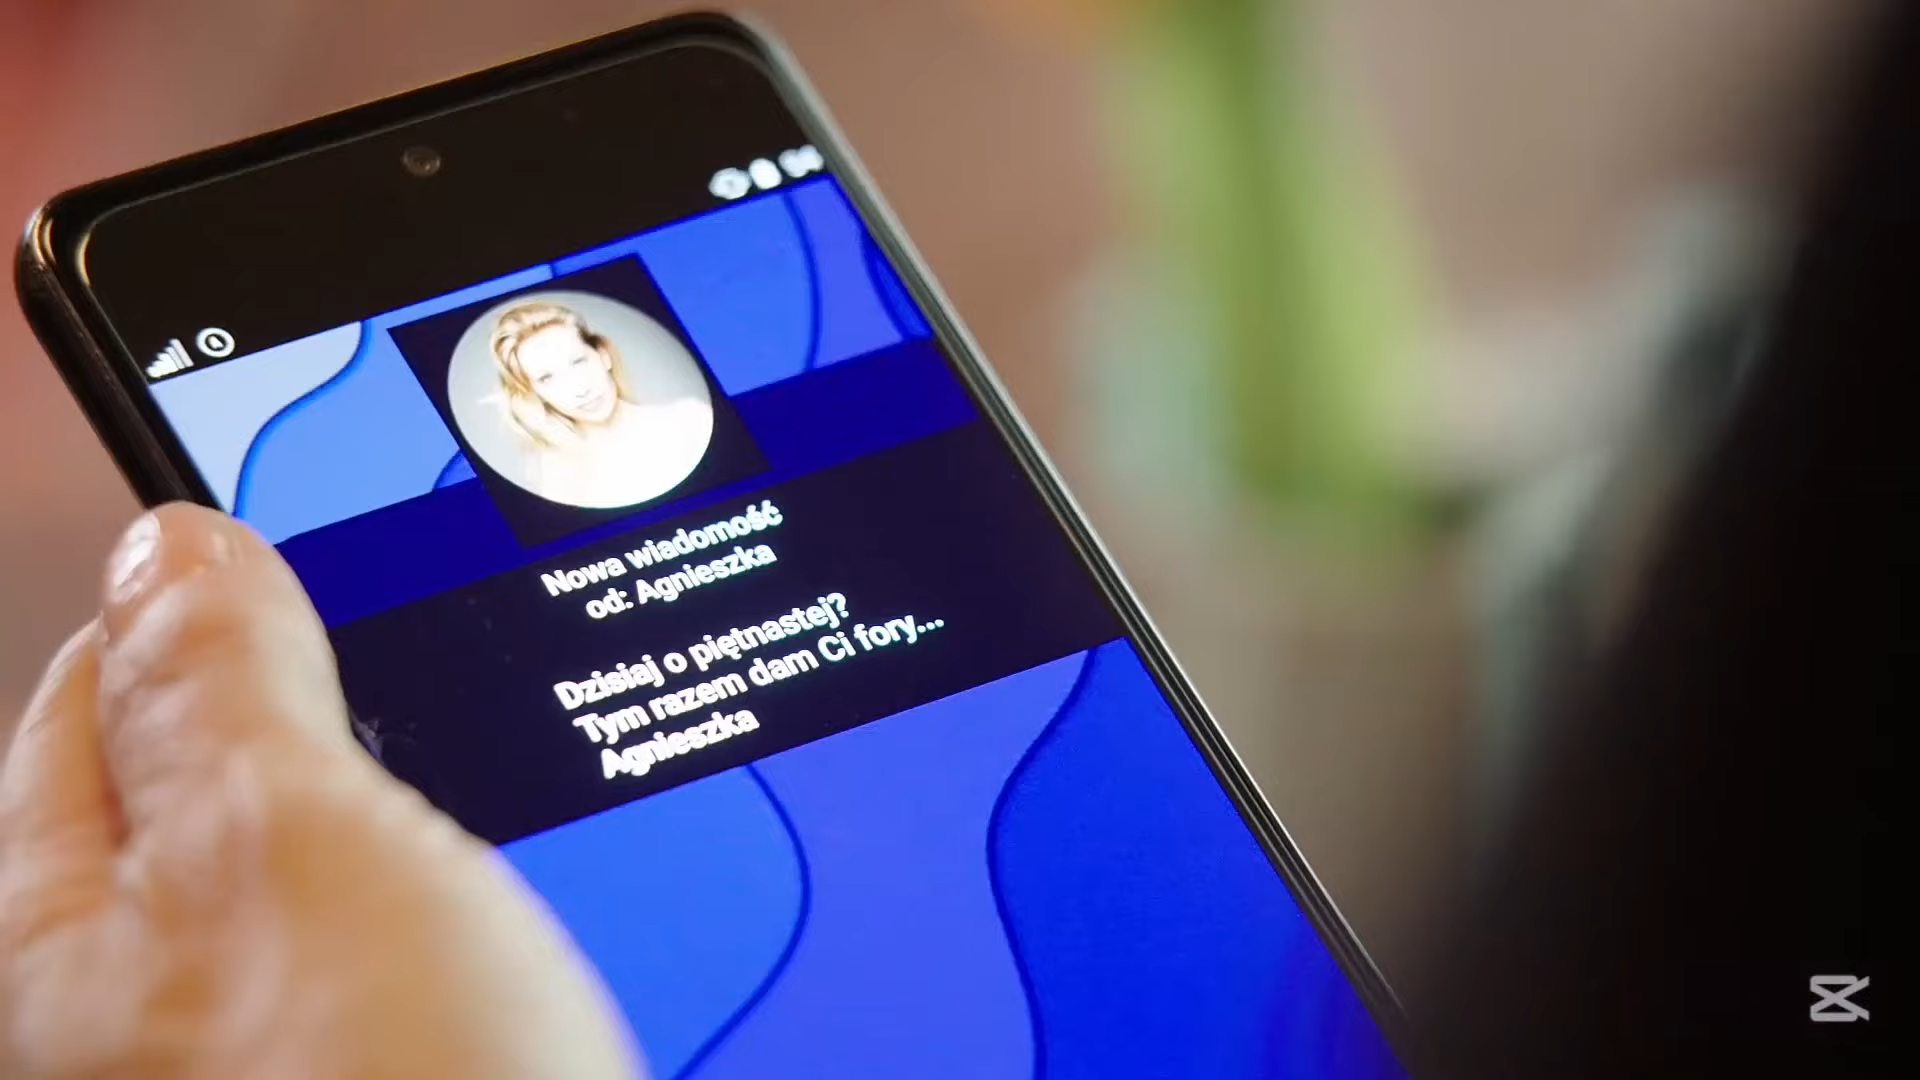 Nowa wiadomość
od: Agnieszka
Dzisiaj o piętnastej?
Tym razem dam Ci fory...
Agnieszka